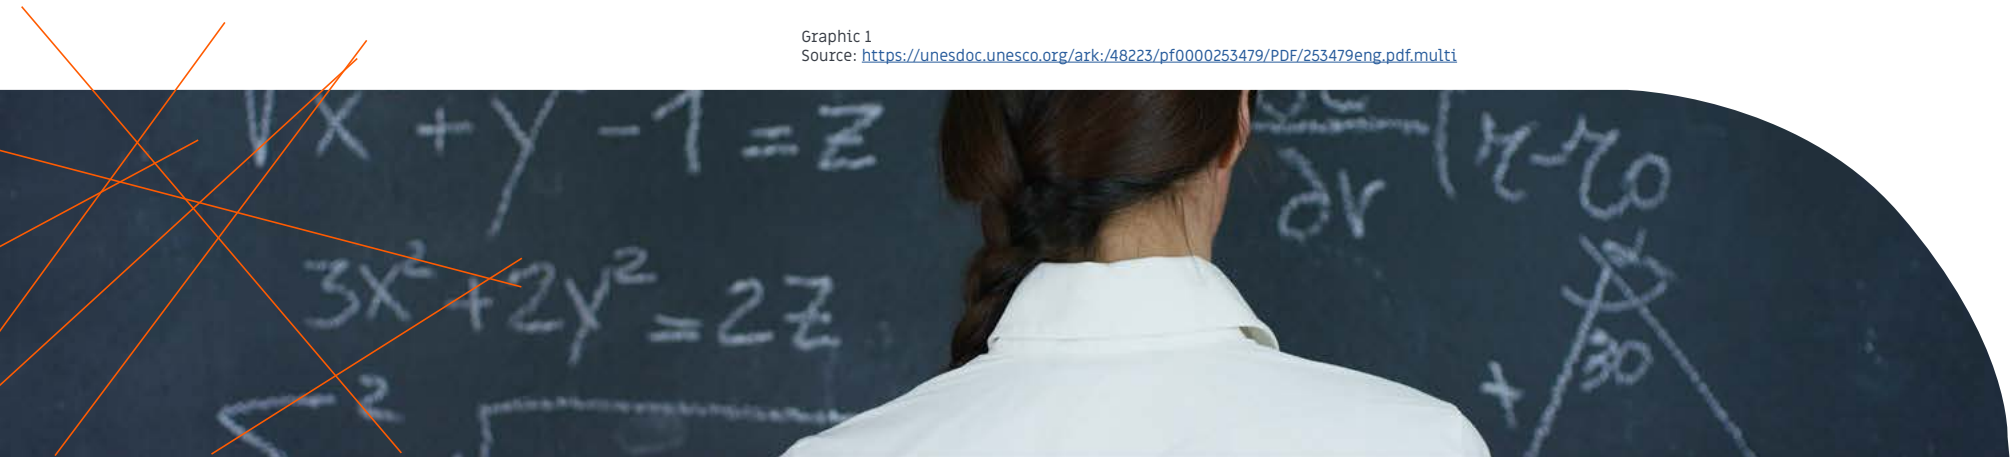 Graphic 1
Source: https://unesdoc.unesco.org/ark:/48223/pf0000253479/PDF/253479eng.pdf.multi
√x + y - 1 = z
∂r
(r-r0
3x² + 2y² = 2z
α
30
+
2